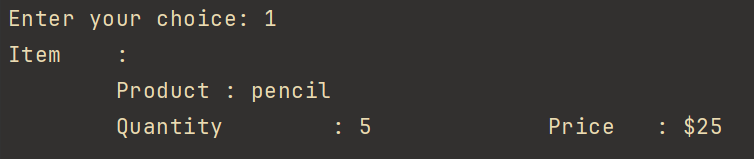 Enter your choice: 1
Item    :
        Product : pencil
        Quantity        : 5             Price   : $25